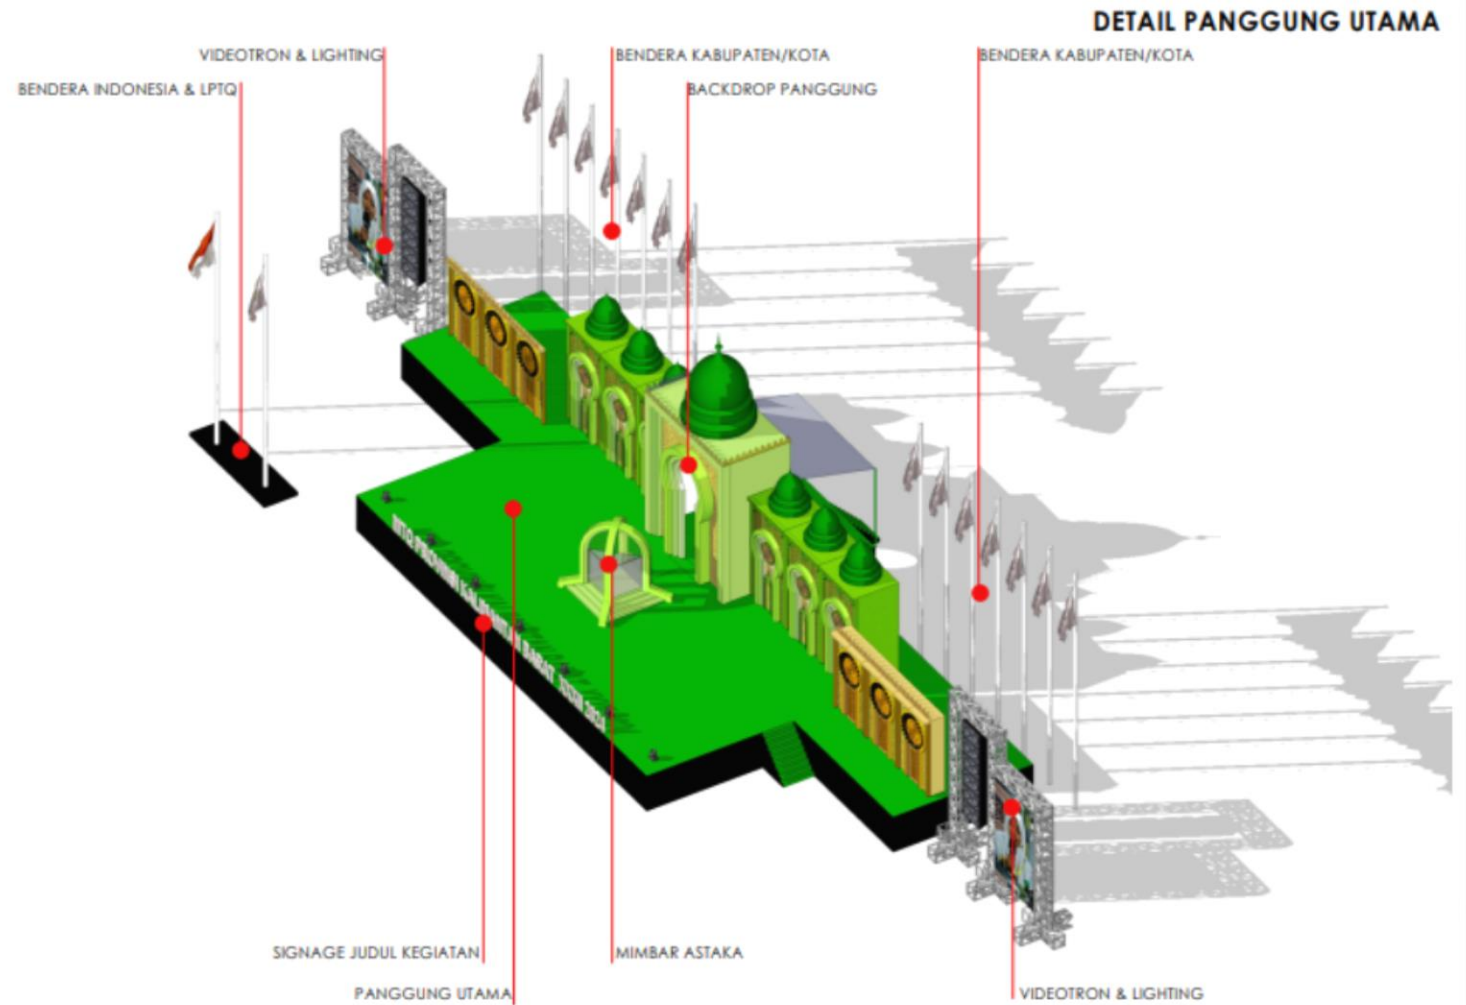 DETAIL PANGGUNG UTAMA
VIDEOTRON & LIGHTING
BENDERA KABUPATEN/KOTA
BENDERA KABUPATEN/KOTA
BENDERA INDONESIA & LPTQ
BACKDROP PANGGUNG
BARAT
SIGNAGE JUDUL KEGIATAN
MIMBAR ASTAKA
PANGGUNG UTAMA
VIDEOTRON & LIGHTING